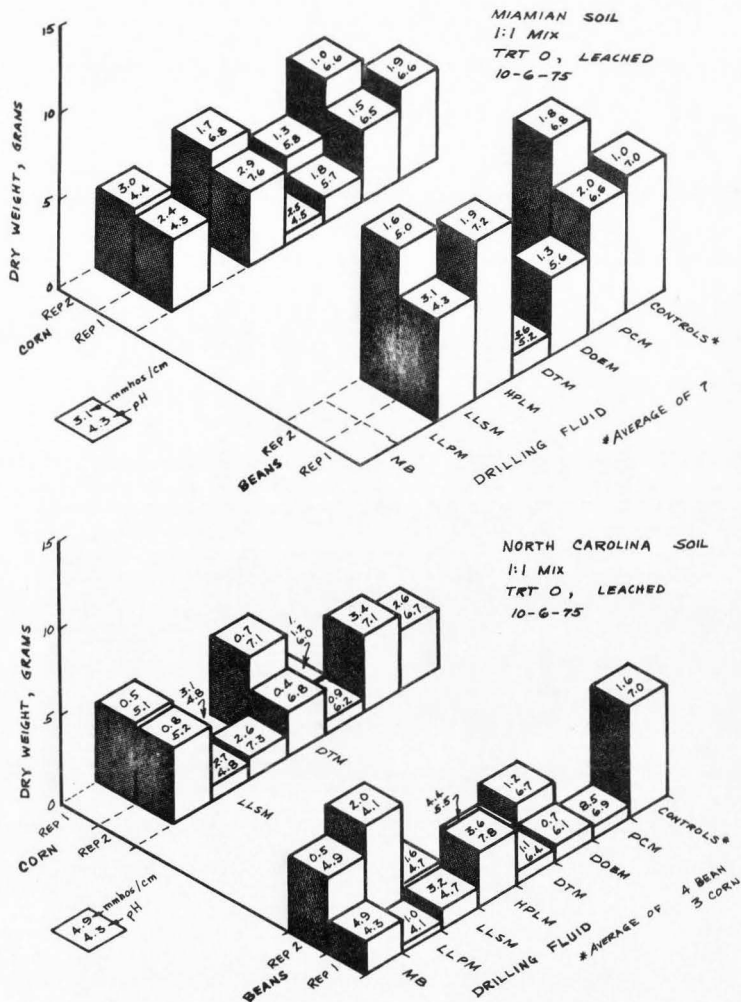 MIAMIAN SOIL
1:1 MIX
TRT O, LEACHED
10-6-75
DRY WEIGHT, GRAMS
15
10
5
0
1.0
6.6
1.9
6.6
1.7
6.8
1.3
5.8
1.5
6.5
3.0
4.4
2.9
7.6
1.8
5.7
2.4
4.3
2.5
4.5
1.8
6.8
1.0
7.0
1.6
5.0
1.9
7.2
2.0
6.6
3.1
4.3
1.3
5.6
5.2
REP 2
REP 1
CORN
3.1 mmhos/cm
4.3 pH
REP 2
REP 1
BEANS
MB
LLPM
LLSM
HPLM
DTM
DOEM
PCM
CONTROLS*
DRILLING FLUID
*AVERAGE OF 7
NORTH CAROLINA SOIL
1:1 MIX
TRT O, LEACHED
10-6-75
DRY WEIGHT, GRAMS
15
10
5
0
0.7
7.1
1.2
6.0
3.4
7.1
2.6
6.7
0.5
5.1
3.1
4.8
0.8
5.2
0.4
6.8
0.9
6.2
2.7
4.8
2.6
7.3
DTM
LLSM
REP 1
REP 2
CORN
4.9 mmhos/cm
4.3 pH
1.6
7.0
2.0
4.1
4.4
5.5
1.2
6.7
0.5
4.9
1.6
4.7
3.6
7.8
0.7
6.1
8.5
6.9
4.9
4.3
1.0
4.1
3.2
4.7
1.1
6.4
REP 2
REP 1
BEANS
MB
LLPM
LLSM
HPLM
DTM
DOEM
PCM
CONTROLS*
DRILLING FLUID
*AVERAGE OF 4 BEAN
3 CORN